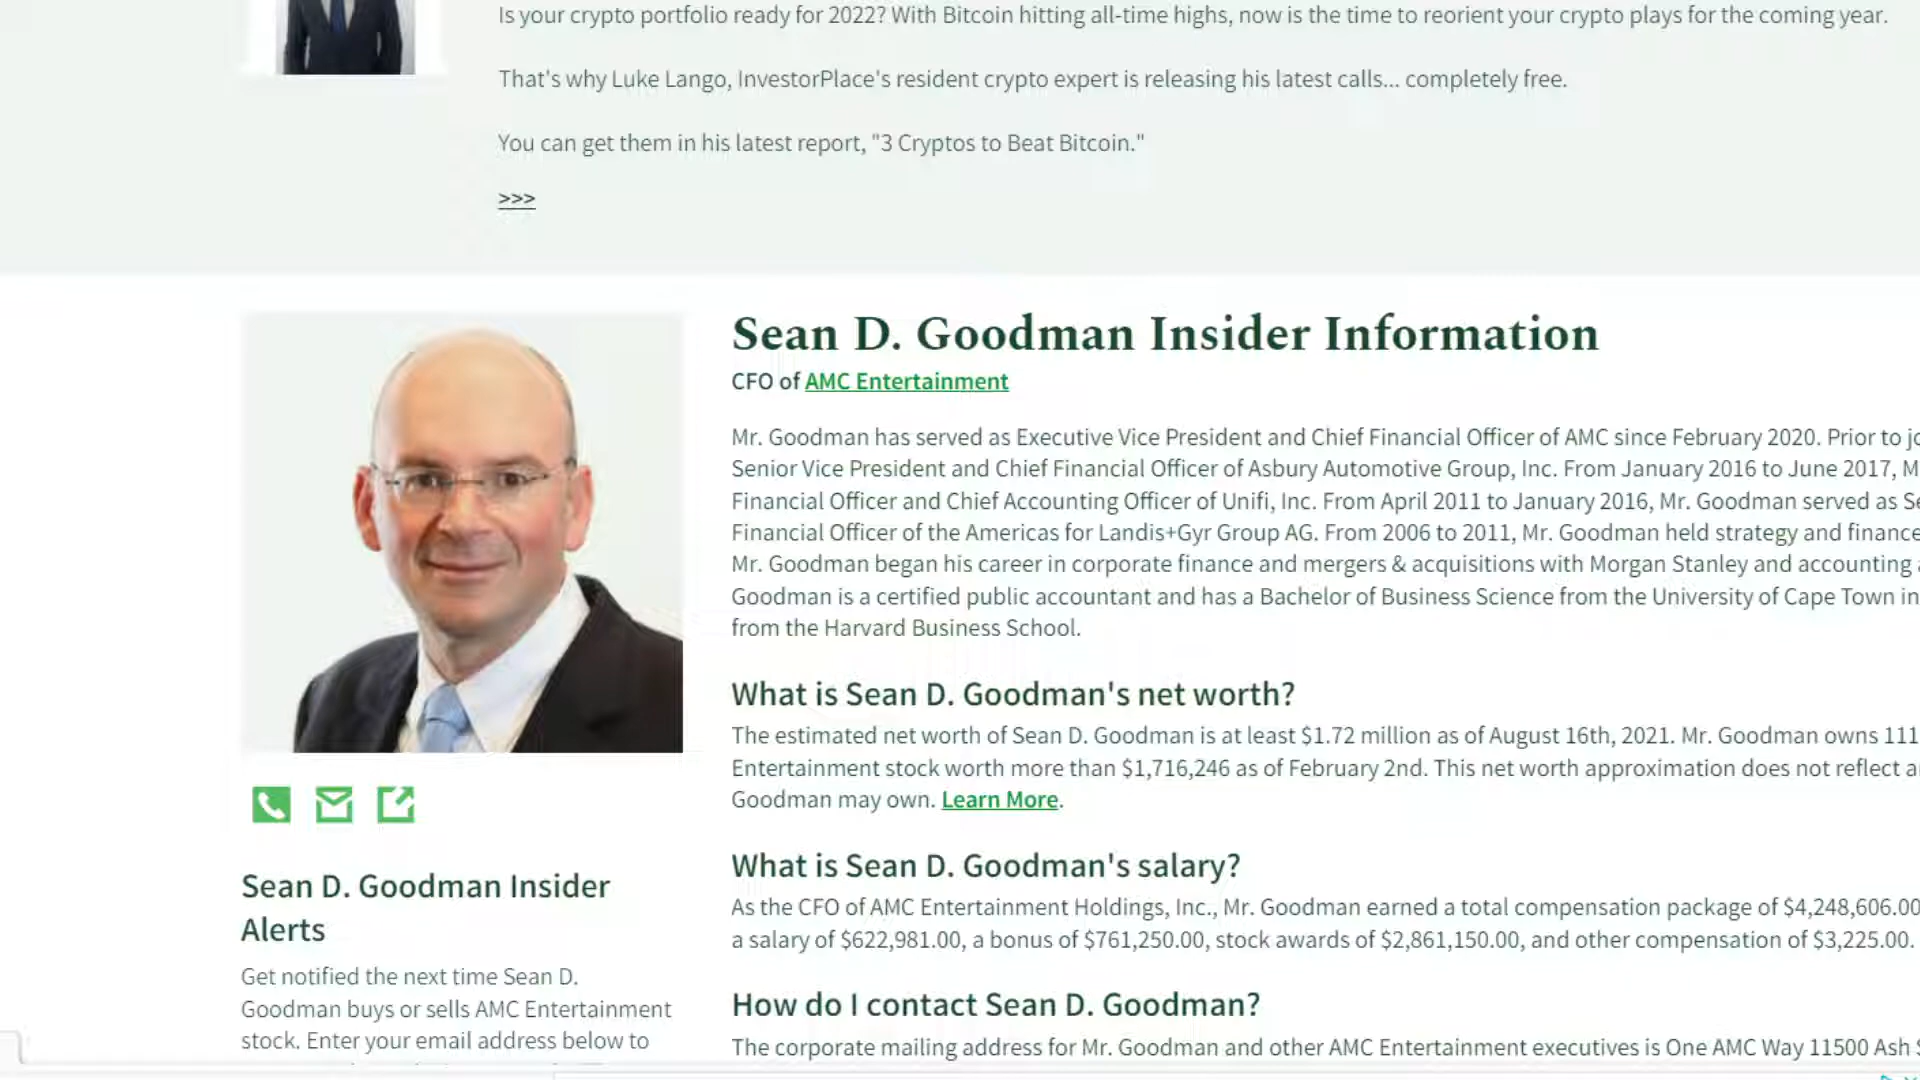 Is your crypto portfolio ready for 2022? With Bitcoin hitting all-time highs, now is the time to reorient your crypto plays for the coming year.
That's why Luke Lango, InvestorPlace's resident crypto expert is releasing his latest calls... completely free.
You can get them in his latest report, "3 Cryptos to Beat Bitcoin."
>>>
Sean D. Goodman Insider Information
CFO of AMC Entertainment
Mr. Goodman has served as Executive Vice President and Chief Financial Officer of AMC since February 2020. Prior to
Senior Vice President and Chief Financial Officer of Asbury Automotive Group, Inc. From January 2016 to June 2017,
Financial Officer and Chief Accounting Officer of Unifi, Inc. From April 2011 to January 2016, Mr. Goodman served as
Financial Officer of the Americas for Landis+Gyr Group AG. From 2006 to 2011, Mr. Goodman held strategy and finance
Mr. Goodman began his career in corporate finance and mergers & acquisitions with Morgan Stanley and accounting
Goodman is a certified public accountant and has a Bachelor of Business Science from the University of Cape Town in
from the Harvard Business School.
What is Sean D. Goodman's net worth?
The estimated net worth of Sean D. Goodman is at least $1.72 million as of August 16th, 2021. Mr. Goodman owns 111
Entertainment stock worth more than $1,716,246 as of February 2nd. This net worth approximation does not reflect
Goodman may own. Learn More.
What is Sean D. Goodman's salary?
As the CFO of AMC Entertainment Holdings, Inc., Mr. Goodman earned a total compensation package of $4,248,606.00
a salary of $622,981.00, a bonus of $761,250.00, stock awards of $2,861,150.00, and other compensation of $3,225.00.
How do I contact Sean D. Goodman?
The corporate mailing address for Mr. Goodman and other AMC Entertainment executives is One AMC Way 11500 Ash
Sean D. Goodman Insider
Alerts
Get notified the next time Sean D.
Goodman buys or sells AMC Entertainment
stock. Enter your email address below to